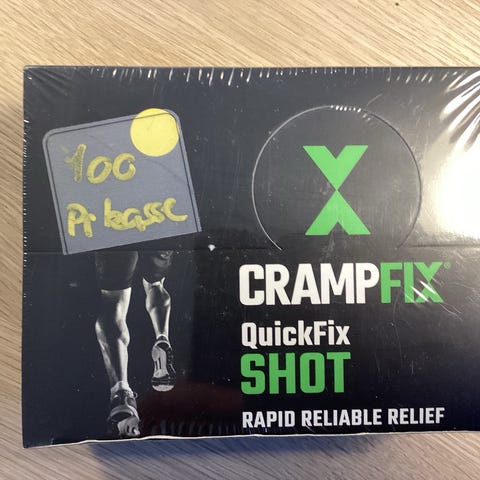 100
Pr kasse
CRAMPFIX®
QuickFix
SHOT
RAPID RELIABLE RELIEF